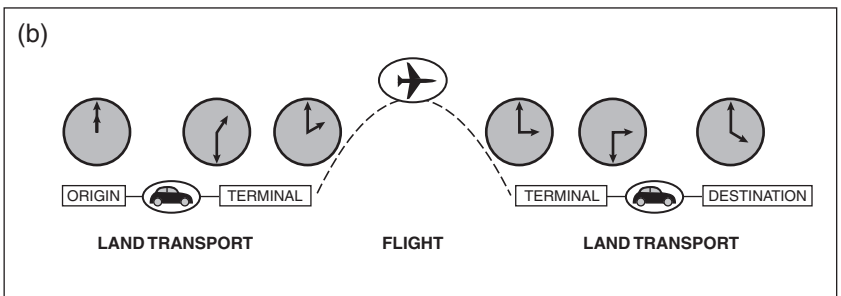 (b)
ORIGIN TERMINAL TERMINAL DESTINATION
LAND TRANSPORT FLIGHT LAND TRANSPORT